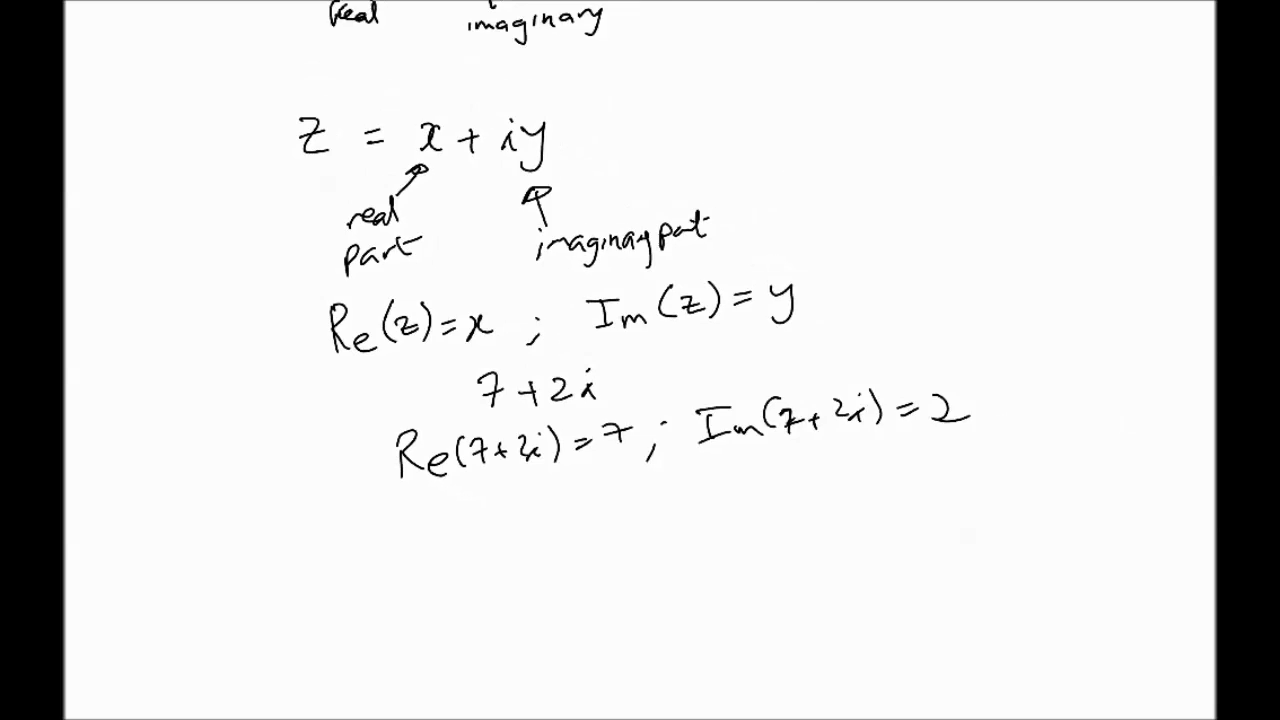 Real imaginary
z = x + iy
real part
imaginary part
Re(z) = x ; Im(z) = y
7 + 2i
Re(7+2i) = 7 ; Im(7+2i) = 2